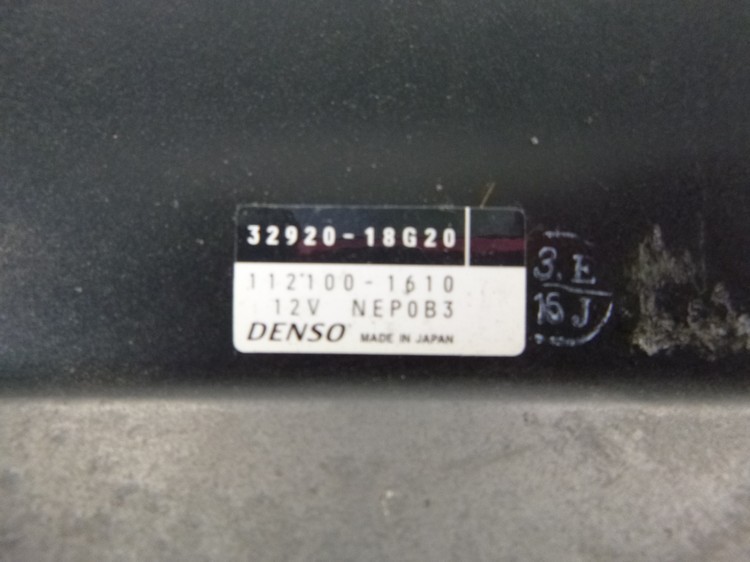 32920-18G20
112100-1610
12V NEP0B3
DENSO MADE IN JAPAN
3.E
16J